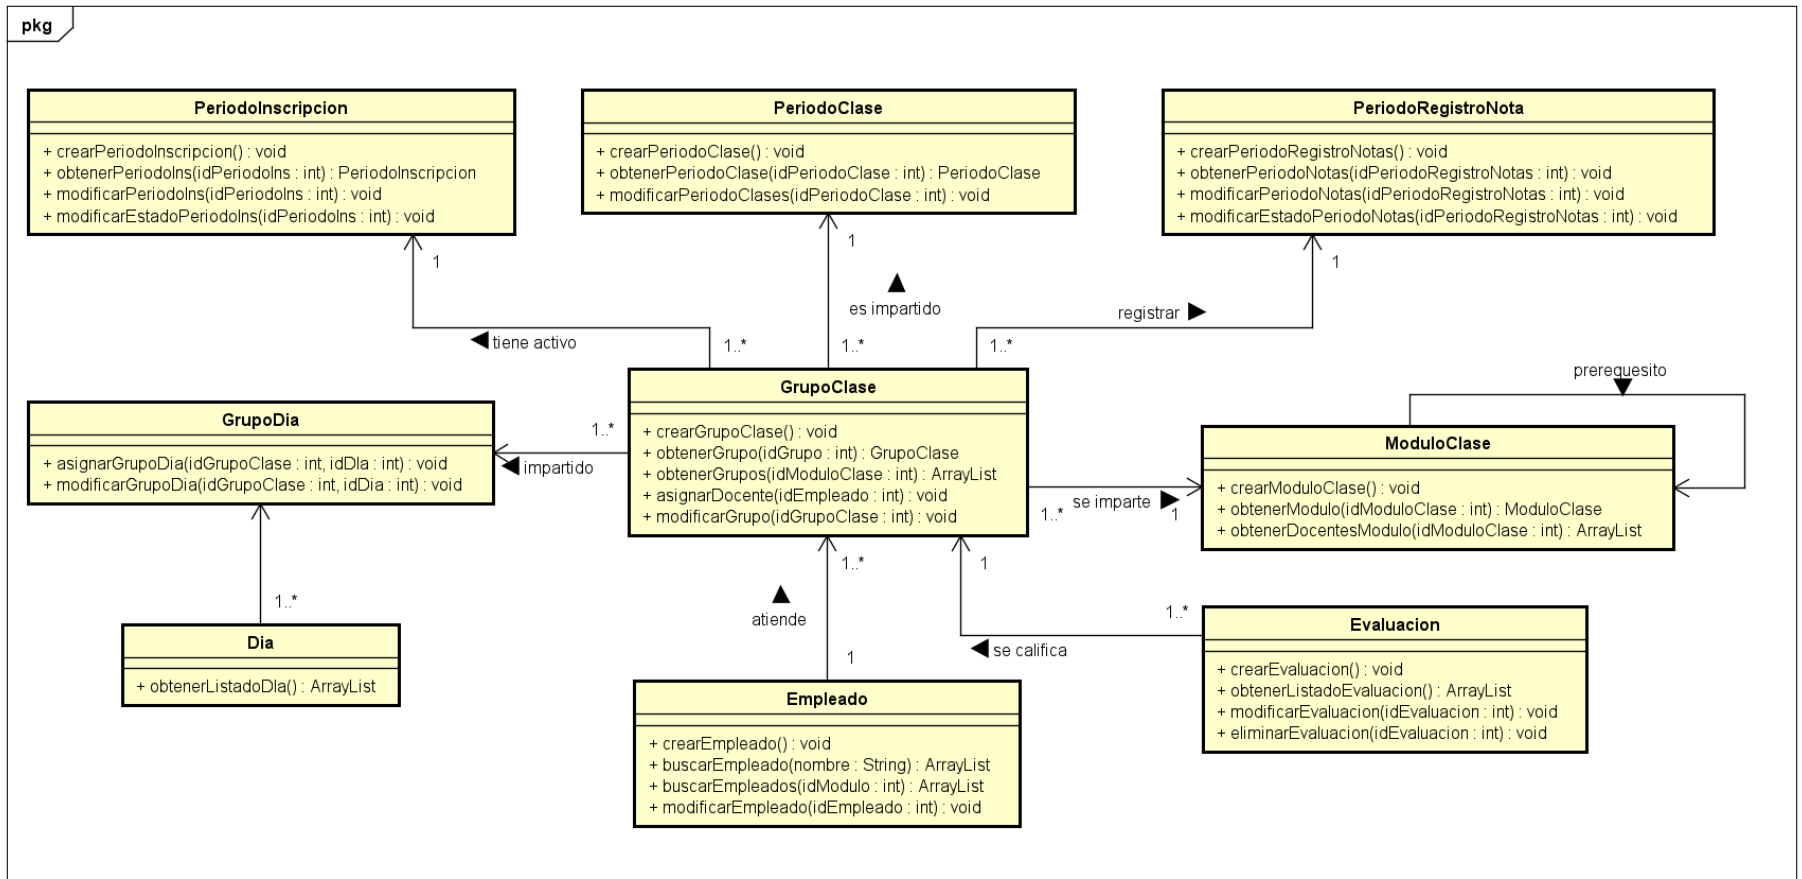 pkg
PeriodoInscripcion
+ crearPeriodoInscripcion() : void
+ obtenerPeriodoIns(idPeriodoIns : int) : PeriodoInscripcion
+ modificarPeriodoIns(idPeriodoIns : int) : void
+ modificarEstadoPeriodoIns(idPeriodoIns : int) : void
PeriodoClase
+ crearPeriodoClase() : void
+ obtenerPeriodoClase(idPeriodoClase : int) : PeriodoClase
+ modificarPeriodoClases(idPeriodoClase : int) : void
PeriodoRegistroNota
+ crearPeriodoRegistroNotas() : void
+ obtenerPeriodoNotas(idPeriodoRegistroNotas : int) : void
+ modificarPeriodoNotas(idPeriodoRegistroNotas : int) : void
+ modificarEstadoPeriodoNotas(idPeriodoRegistroNotas : int) : void
1
1
1
es impartido
registrar
tiene activo
1..*
1..*
1..*
GrupoDia
+ asignarGrupoDia(idGrupoClase : int, idDIa : int) : void
+ modificarGrupoDia(idGrupoClase : int, idDia : int) : void
1..*
impartido
GrupoClase
+ crearGrupoClase() : void
+ obtenerGrupo(idGrupo : int) : GrupoClase
+ obtenerGrupos(idModuloClase : int) : ArrayList
+ asignarDocente(idEmpleado : int) : void
+ modificarGrupo(idGrupoClase : int) : void
prerequesito
1..*
se imparte
1
ModuloClase
+ crearModuloClase() : void
+ obtenerModulo(idModuloClase : int) : ModuloClase
+ obtenerDocentesModulo(idModuloClase : int) : ArrayList
1..*
1
1..*
atiende
1..*
se califica
1
Dia
+ obtenerListadoDIa() : ArrayList
Empleado
+ crearEmpleado() : void
+ buscarEmpleado(nombre : String) : ArrayList
+ buscarEmpleados(idModulo : int) : ArrayList
+ modificarEmpleado(idEmpleado : int) : void
Evaluacion
+ crearEvaluacion() : void
+ obtenerListadoEvaluacion() : ArrayList
+ modificarEvaluacion(idEvaluacion : int) : void
+ eliminarEvaluacion(idEvaluacion : int) : void